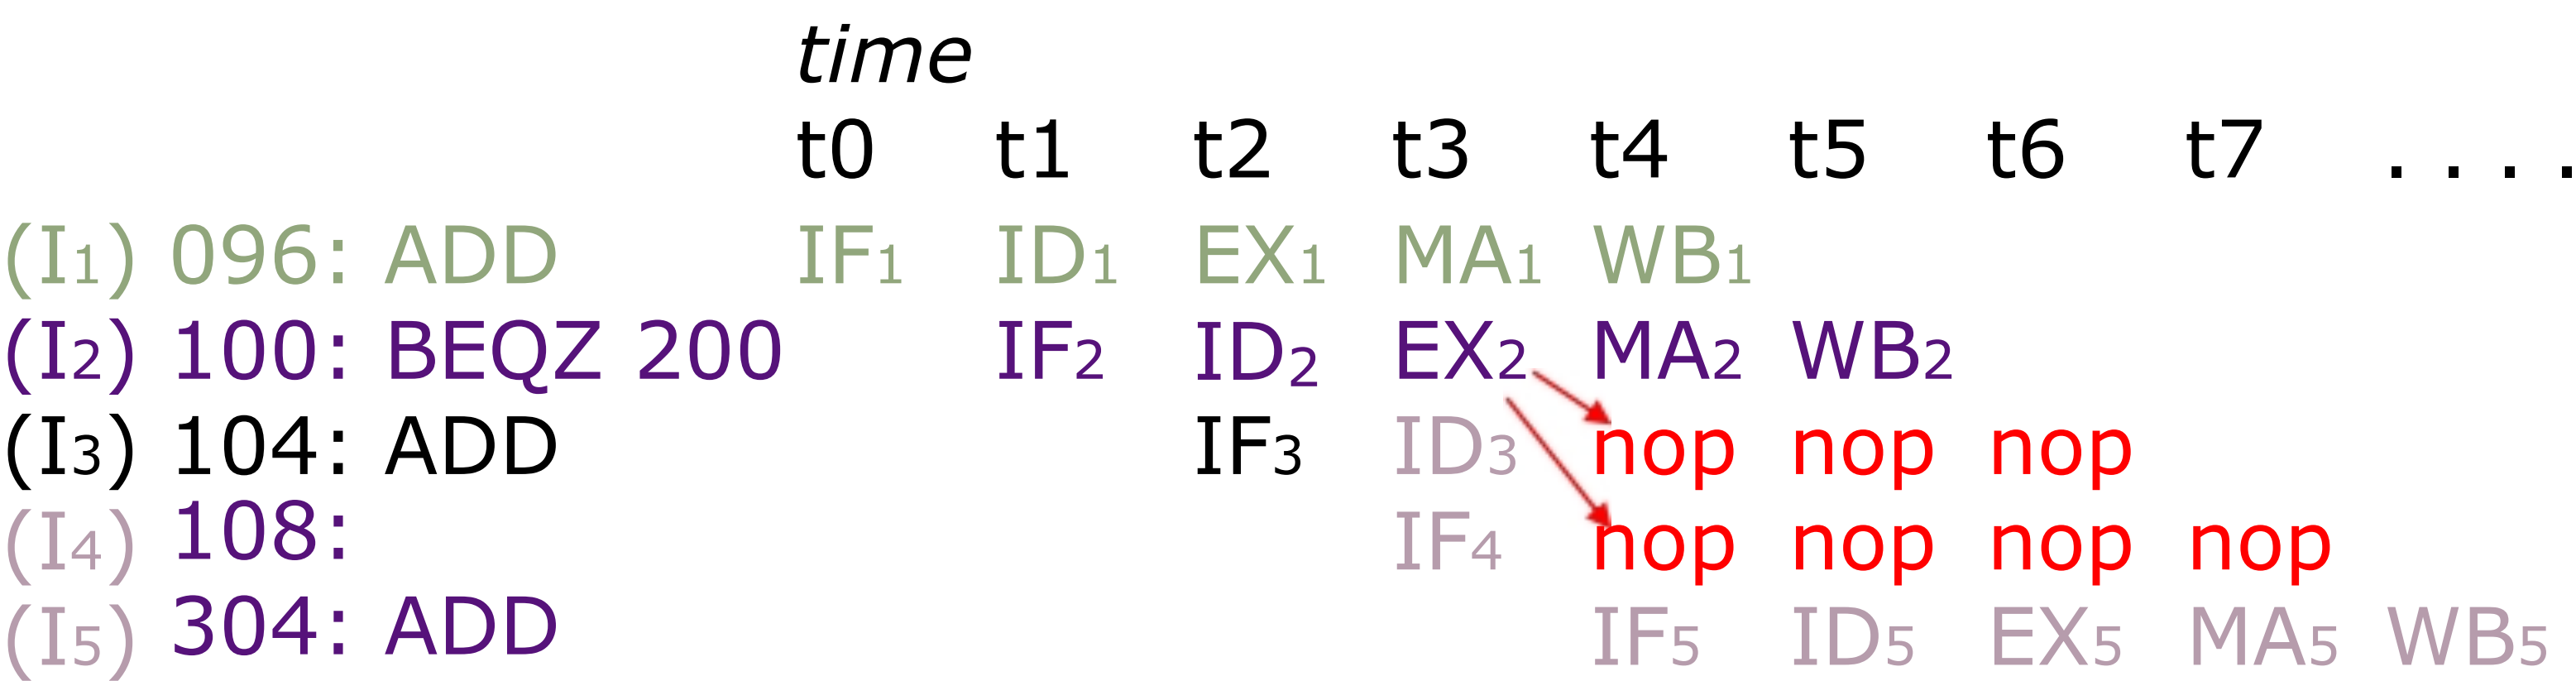 time
t0 t1 t2 t3 t4 t5 t6 t7 . . . .
(I1) 096: ADD IF1 ID1 EX1 MA1 WB1
(I2) 100: BEQZ 200 IF2 ID2 EX2 MA2 WB2
(I3) 104: ADD IF3 ID3 nop nop nop
(I4) 108: IF4 nop nop nop nop
(I5) 304: ADD IF5 ID5 EX5 MA5 WB5